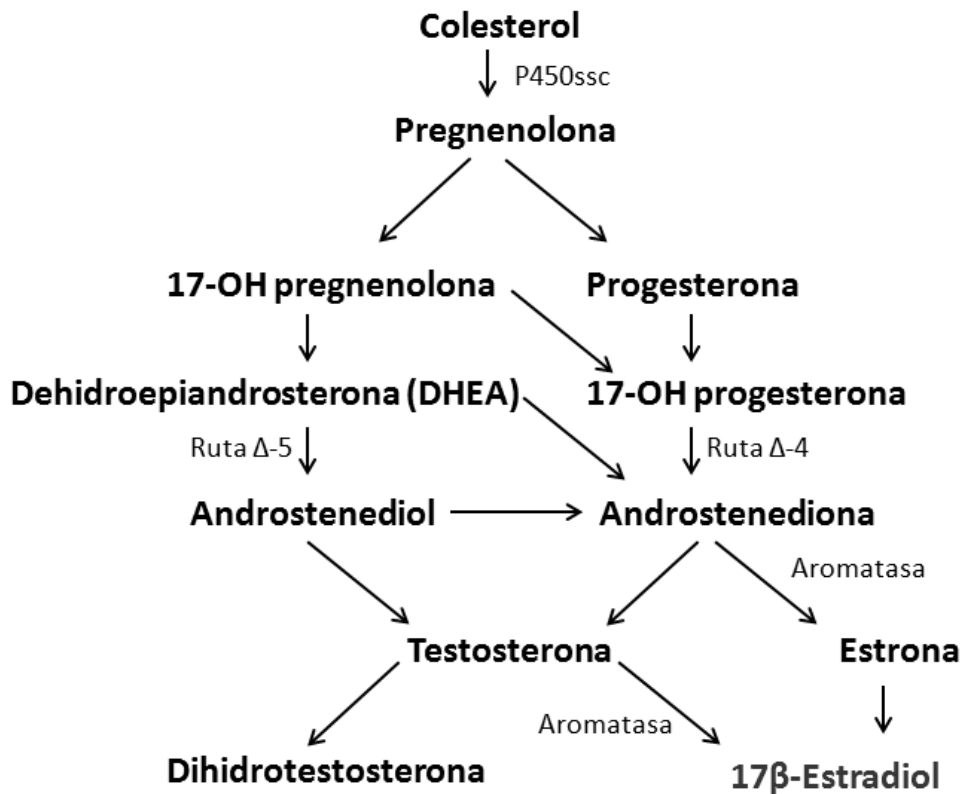 Colesterol
P450ssc
Pregnenolona
17-OH pregnenolona
Progesterona
Dehidroepiandrosterona (DHEA)
17-OH progesterona
Ruta Δ-5
Ruta Δ-4
Androstenediol
Androstenediona
Aromatasa
Testosterona
Estrona
Aromatasa
Dihidrotestosterona
17β-Estradiol